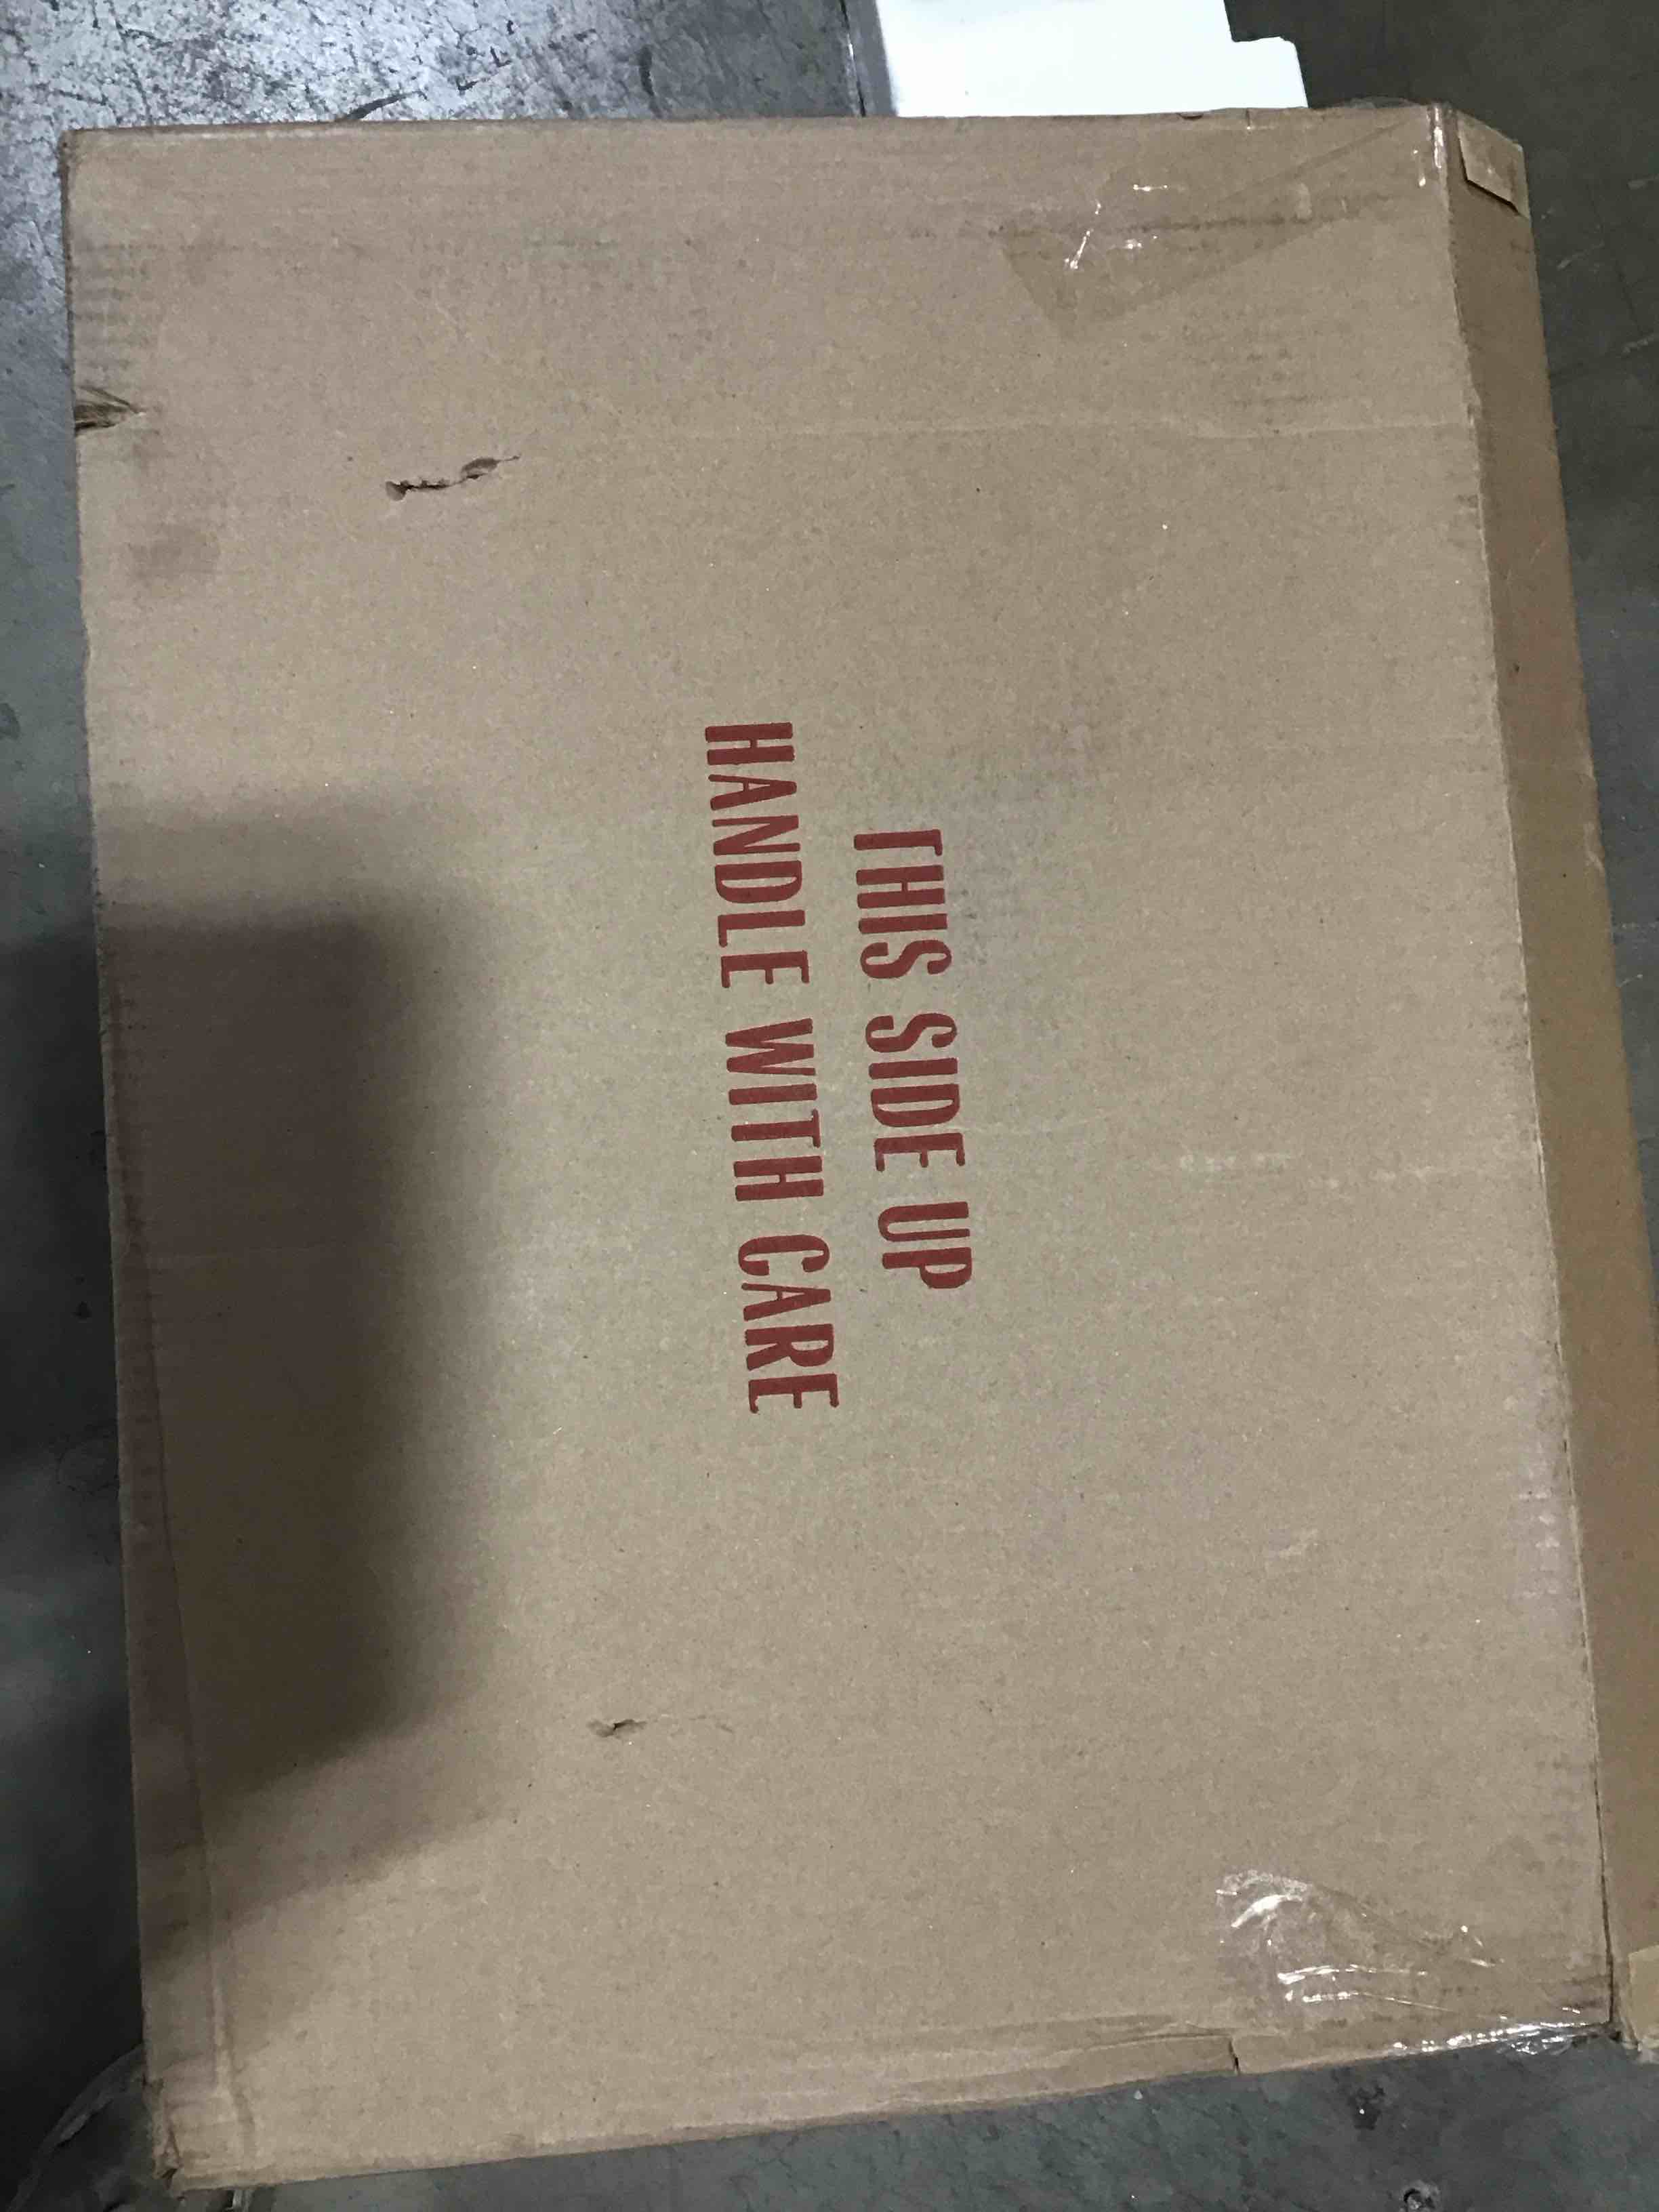 THIS SIDE UP
HANDLE WITH CARE